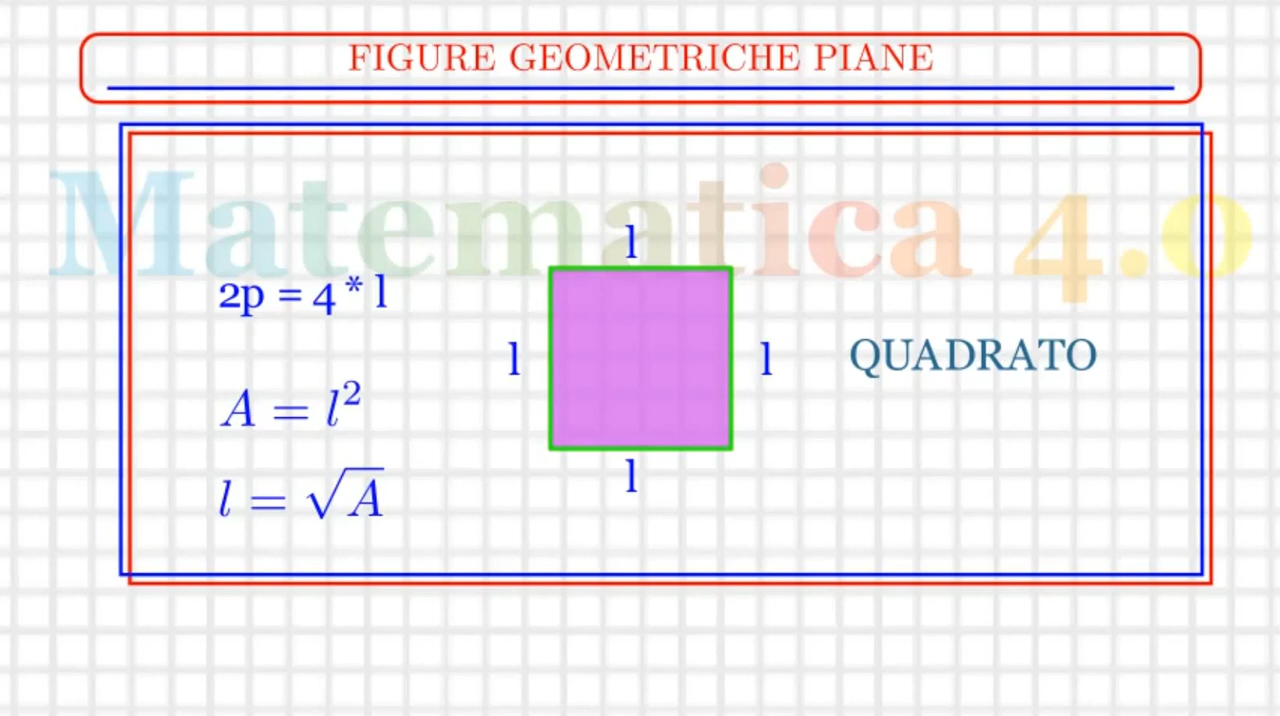 FIGURE GEOMETRICHE PIANE
Matematica 4.0
l
2p = 4 * l
l
l
QUADRATO
A = l²
l
l = √A